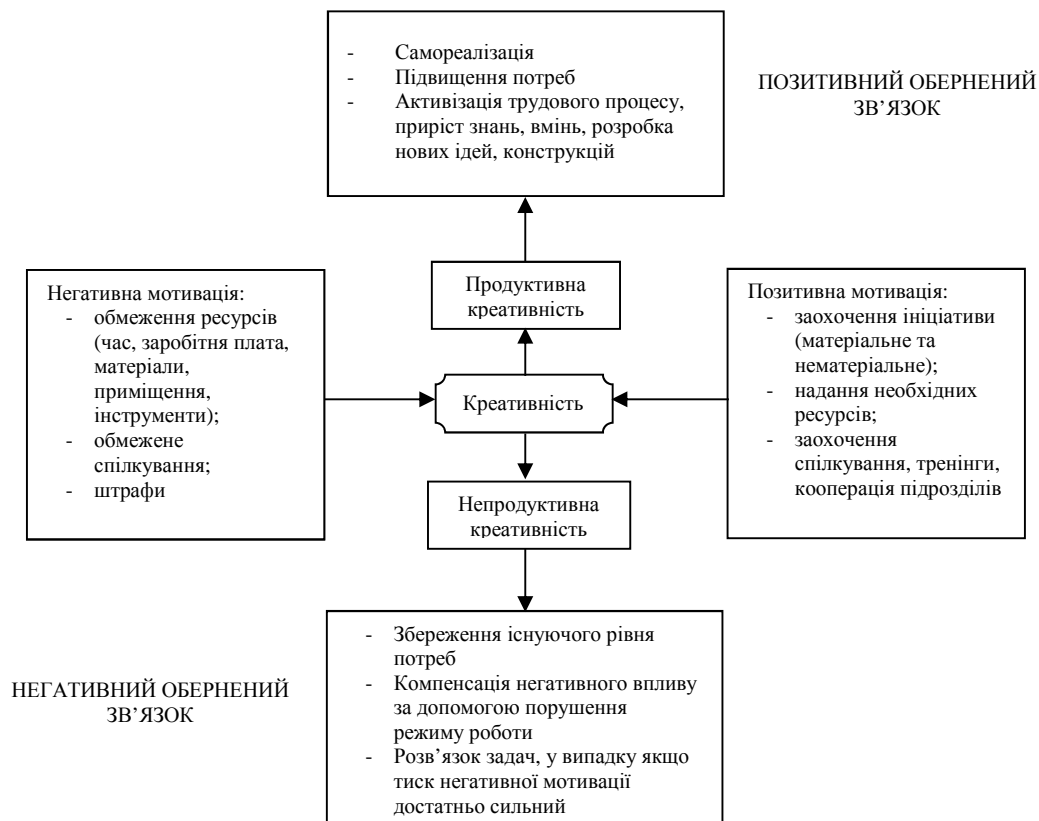 - Самореалізація
- Підвищення потреб
- Активізація трудового процесу,
приріст знань, вмінь, розробка
нових ідей, конструкцій
ПОЗИТИВНИЙ ОБЕРНЕНИЙ
ЗВ’ЯЗОК
Продуктивна
креативність
Негативна мотивація:
- обмеження ресурсів
(час, заробітня плата,
матеріали,
приміщення,
інструменти);
- обмежене
спілкування;
- штрафи
Креативність
Позитивна мотивація:
- заохочення ініціативи
(матеріальне та
нематеріальне);
- надання необхідних
ресурсів;
- заохочення
спілкування, тренінги,
кооперація підрозділів
Непродуктивна
креативність
НЕГАТИВНИЙ ОБЕРНЕНИЙ
ЗВ’ЯЗОК
- Збереження існуючого рівня
потреб
- Компенсація негативного впливу
за допомогою порушення
режиму роботи
- Розв’язок задач, у випадку якщо
тиск негативної мотивації
достатньо сильний